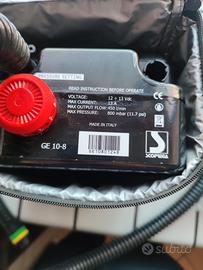 PRESSURE SETTING
READ INSTRUCTION BEFORE OPERATE
VOLTAGE: 12 ÷ 13 Vdc
MAX CURRENT: 13 A
MAX OUTPUT FLOW: 450 l/min
MAX PRESSURE: 800 mbar (11.7 psi)
MADE IN ITALY
SCOPREGA
GE 10-8
subito